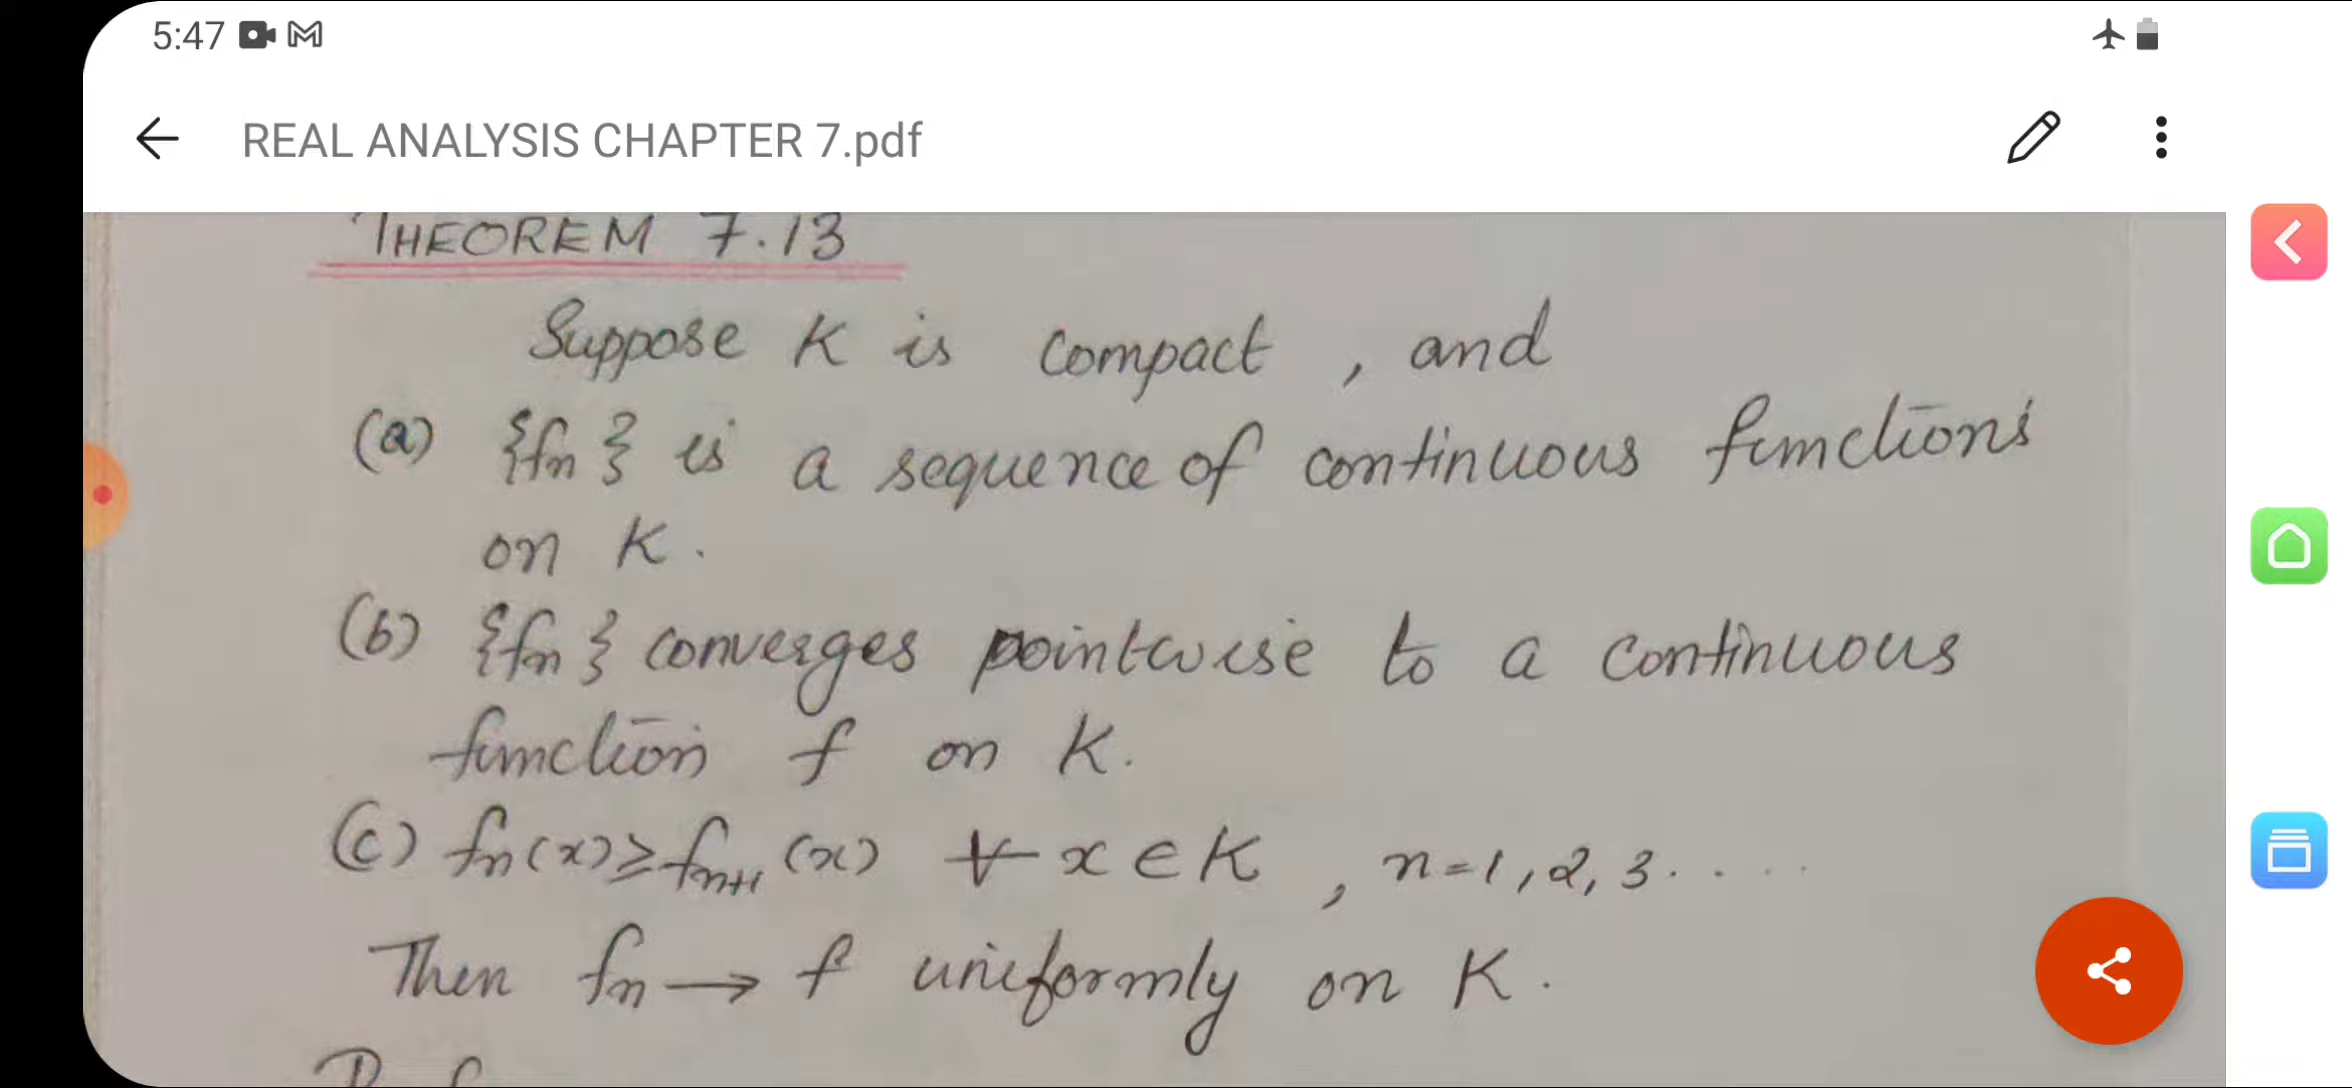 5:47
REAL ANALYSIS CHAPTER 7.pdf
THEOREM 7.13
Suppose K is compact, and
(a) {fn} is a sequence of continuous functions
on K.
(b) {fn} converges pointwise to a continuous
function f on K.
(c) fn(x) ≥ fn+1(x) ∀ x ∈ K, n=1,2,3.....
Then fn → f uniformly on K.